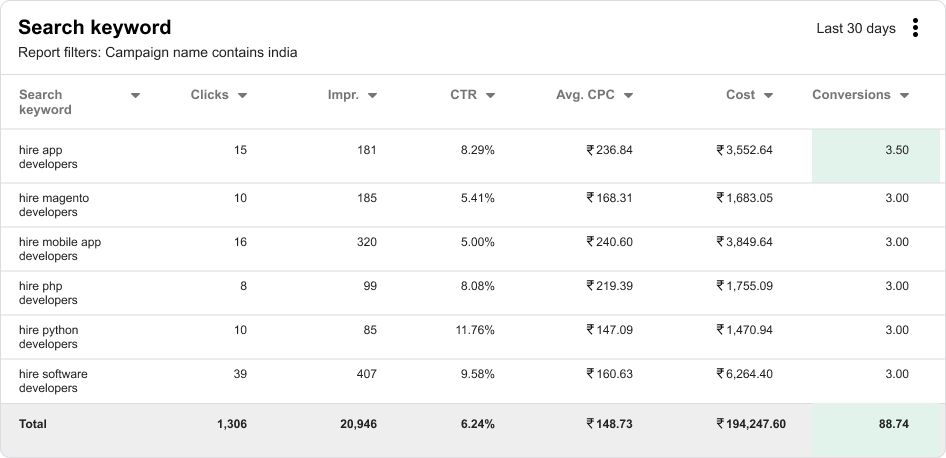 Search keyword
Last 30 days
Report filters: Campaign name contains india
Search keyword Clicks Impr. CTR Avg. CPC Cost Conversions
hire app developers 15 181 8.29% ₹236.84 ₹3,552.64 3.50
hire magento developers 10 185 5.41% ₹168.31 ₹1,683.05 3.00
hire mobile app developers 16 320 5.00% ₹240.60 ₹3,849.64 3.00
hire php developers 8 99 8.08% ₹219.39 ₹1,755.09 3.00
hire python developers 10 85 11.76% ₹147.09 ₹1,470.94 3.00
hire software developers 39 407 9.58% ₹160.63 ₹6,264.40 3.00
Total 1,306 20,946 6.24% ₹148.73 ₹194,247.60 88.74